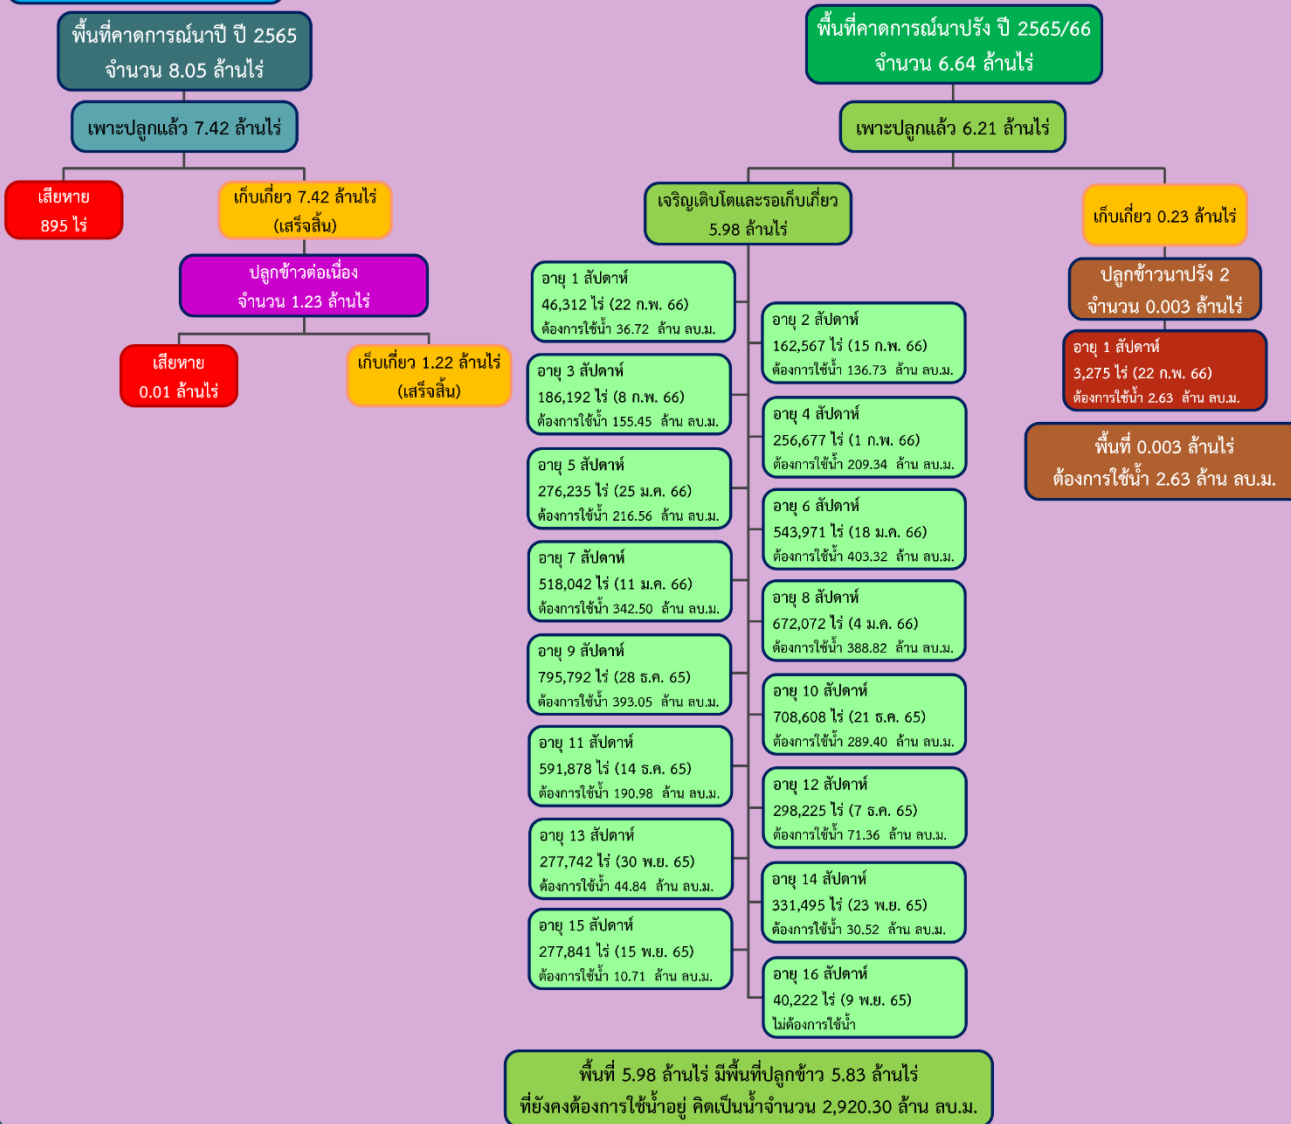 พื้นที่คาดการณ์นาปี ปี 2565
จำนวน 8.05 ล้านไร่
เพาะปลูกแล้ว 7.42 ล้านไร่
เสียหาย
895 ไร่
เก็บเกี่ยว 7.42 ล้านไร่
(เสร็จสิ้น)
ปลูกข้าวต่อเนื่อง
จำนวน 1.23 ล้านไร่
เสียหาย
0.01 ล้านไร่
เก็บเกี่ยว 1.22 ล้านไร่
(เสร็จสิ้น)
พื้นที่คาดการณ์นาปรัง ปี 2565/66
จำนวน 6.64 ล้านไร่
เพาะปลูกแล้ว 6.21 ล้านไร่
เจริญเติบโตและรอเก็บเกี่ยว
5.98 ล้านไร่
อายุ 1 สัปดาห์
46,312 ไร่ (22 ก.พ. 66)
ต้องการใช้น้ำ 36.72 ล้าน ลบ.ม.
อายุ 2 สัปดาห์
162,567 ไร่ (15 ก.พ. 66)
ต้องการใช้น้ำ 136.73 ล้าน ลบ.ม.
อายุ 3 สัปดาห์
186,192 ไร่ (8 ก.พ. 66)
ต้องการใช้น้ำ 155.45 ล้าน ลบ.ม.
อายุ 4 สัปดาห์
256,677 ไร่ (1 ก.พ. 66)
ต้องการใช้น้ำ 209.34 ล้าน ลบ.ม.
อายุ 5 สัปดาห์
276,235 ไร่ (25 ม.ค. 66)
ต้องการใช้น้ำ 216.56 ล้าน ลบ.ม.
อายุ 6 สัปดาห์
543,971 ไร่ (18 ม.ค. 66)
ต้องการใช้น้ำ 403.32 ล้าน ลบ.ม.
อายุ 7 สัปดาห์
518,042 ไร่ (11 ม.ค. 66)
ต้องการใช้น้ำ 342.50 ล้าน ลบ.ม.
อายุ 8 สัปดาห์
672,072 ไร่ (4 ม.ค. 66)
ต้องการใช้น้ำ 388.82 ล้าน ลบ.ม.
อายุ 9 สัปดาห์
795,792 ไร่ (28 ธ.ค. 65)
ต้องการใช้น้ำ 393.05 ล้าน ลบ.ม.
อายุ 10 สัปดาห์
708,608 ไร่ (21 ธ.ค. 65)
ต้องการใช้น้ำ 289.40 ล้าน ลบ.ม.
อายุ 11 สัปดาห์
591,878 ไร่ (14 ธ.ค. 65)
ต้องการใช้น้ำ 190.98 ล้าน ลบ.ม.
อายุ 12 สัปดาห์
298,225 ไร่ (7 ธ.ค. 65)
ต้องการใช้น้ำ 71.36 ล้าน ลบ.ม.
อายุ 13 สัปดาห์
277,742 ไร่ (30 พ.ย. 65)
ต้องการใช้น้ำ 44.84 ล้าน ลบ.ม.
อายุ 14 สัปดาห์
331,495 ไร่ (23 พ.ย. 65)
ต้องการใช้น้ำ 30.52 ล้าน ลบ.ม.
อายุ 15 สัปดาห์
277,841 ไร่ (15 พ.ย. 65)
ต้องการใช้น้ำ 10.71 ล้าน ลบ.ม.
อายุ 16 สัปดาห์
40,222 ไร่ (9 พ.ย. 65)
ไม่ต้องการใช้น้ำ
พื้นที่ 5.98 ล้านไร่ มีพื้นที่ปลูกข้าว 5.83 ล้านไร่
ที่ยังคงต้องการใช้น้ำอยู่ คิดเป็นน้ำจำนวน 2,920.30 ล้าน ลบ.ม.
เก็บเกี่ยว 0.23 ล้านไร่
ปลูกข้าวนาปรัง 2
จำนวน 0.003 ล้านไร่
อายุ 1 สัปดาห์
3,275 ไร่ (22 ก.พ. 66)
ต้องการใช้น้ำ 2.63 ล้าน ลบ.ม.
พื้นที่ 0.003 ล้านไร่
ต้องการใช้น้ำ 2.63 ล้าน ลบ.ม.